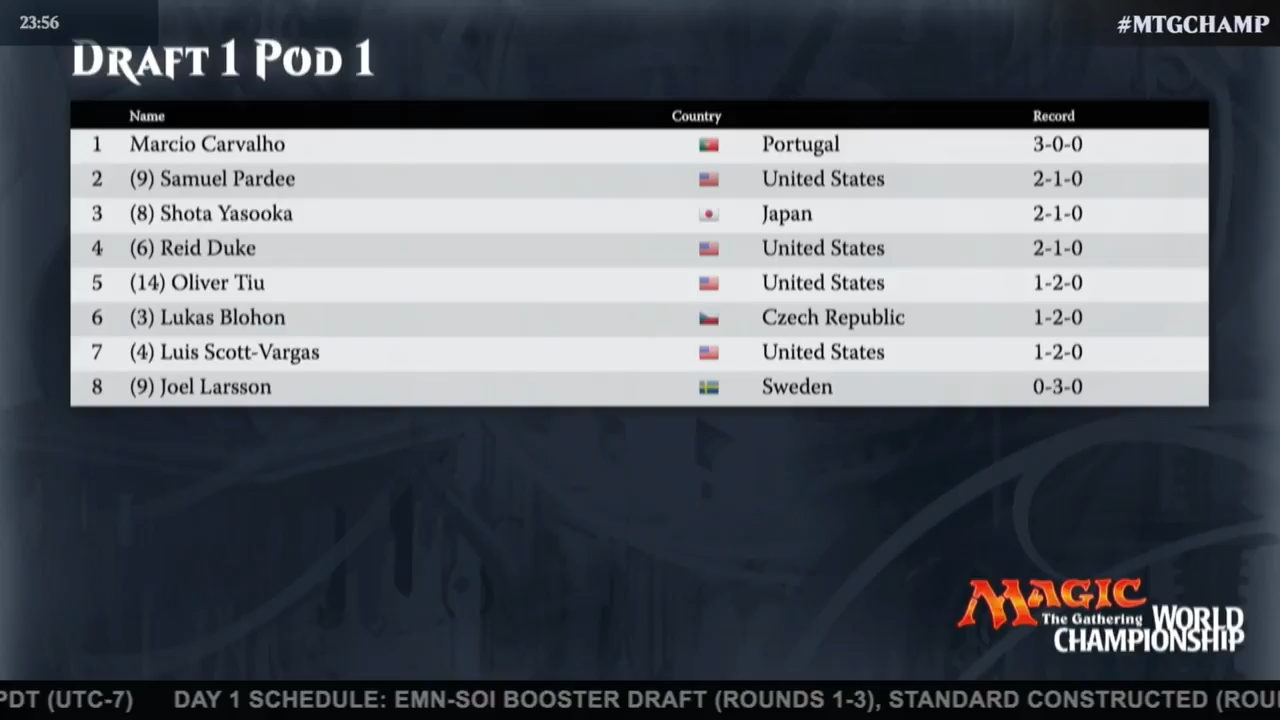 23:56
#MTGCHAMP
Draft 1 Pod 1
Name Country Record
1 Marcio Carvalho Portugal 3-0-0
2 (9) Samuel Pardee United States 2-1-0
3 (8) Shota Yasooka Japan 2-1-0
4 (6) Reid Duke United States 2-1-0
5 (14) Oliver Tiu United States 1-2-0
6 (3) Lukas Blohon Czech Republic 1-2-0
7 (4) Luis Scott-Vargas United States 1-2-0
8 (9) Joel Larsson Sweden 0-3-0
Magic
The Gathering WORLD
CHAMPIONSHIP
PDT (UTC-7) DAY 1 SCHEDULE: EMN-SOI BOOSTER DRAFT (ROUNDS 1-3), STANDARD CONSTRUCTED (ROU